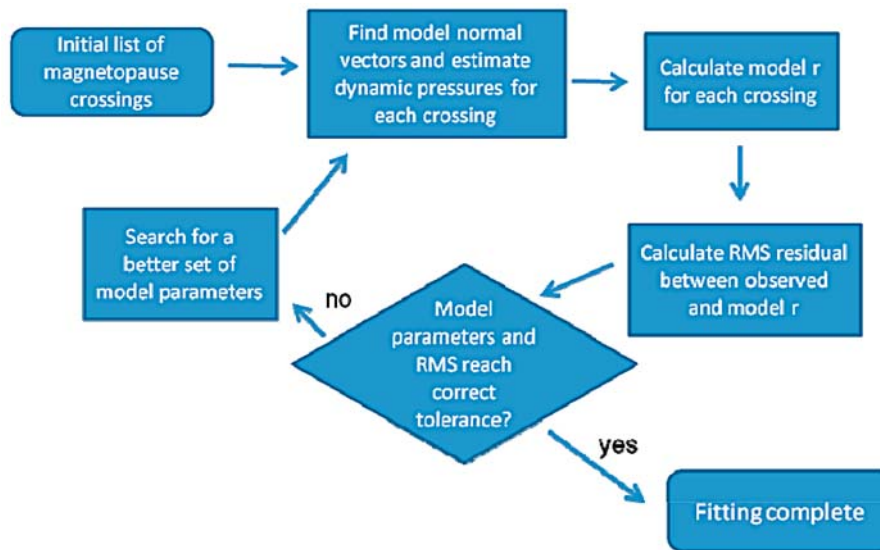 Initial list of
magnetopause
crossings
Find model normal
vectors and estimate
dynamic pressures for
each crossing
Calculate model r
for each crossing
Calculate RMS residual
between observed
and model r
Model
parameters and
RMS reach
correct
tolerance?
no
Search for a
better set of
model parameters
yes
Fitting complete